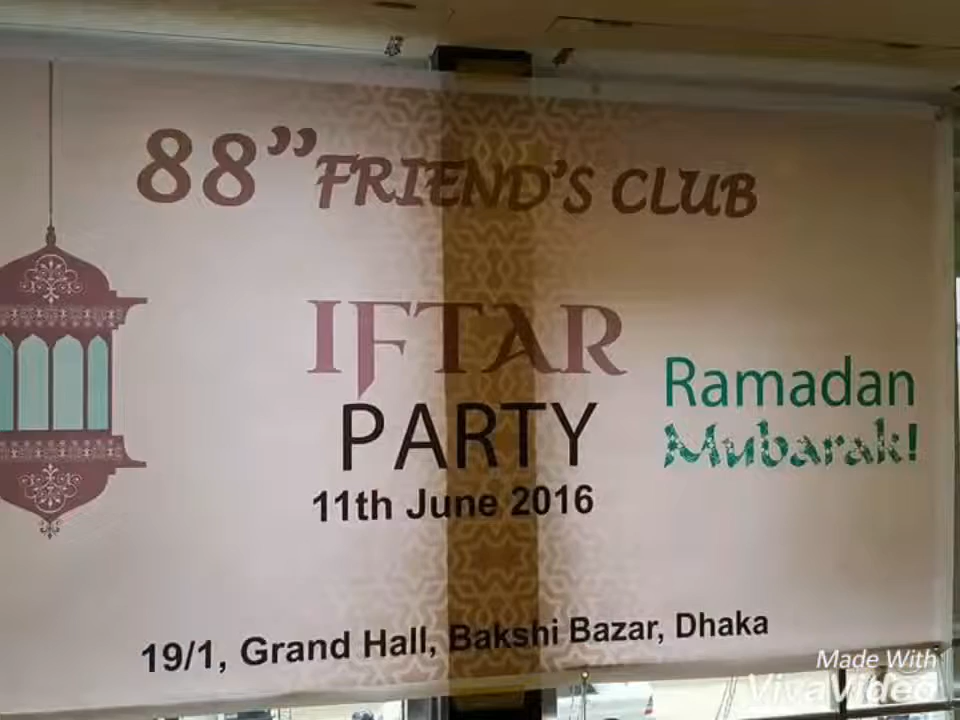 88” FRIEND'S CLUB
IFTAR
PARTY
11th June 2016
Ramadan
Mubarak!
19/1, Grand Hall, Bakshi Bazar, Dhaka
Made With
VivaVideo